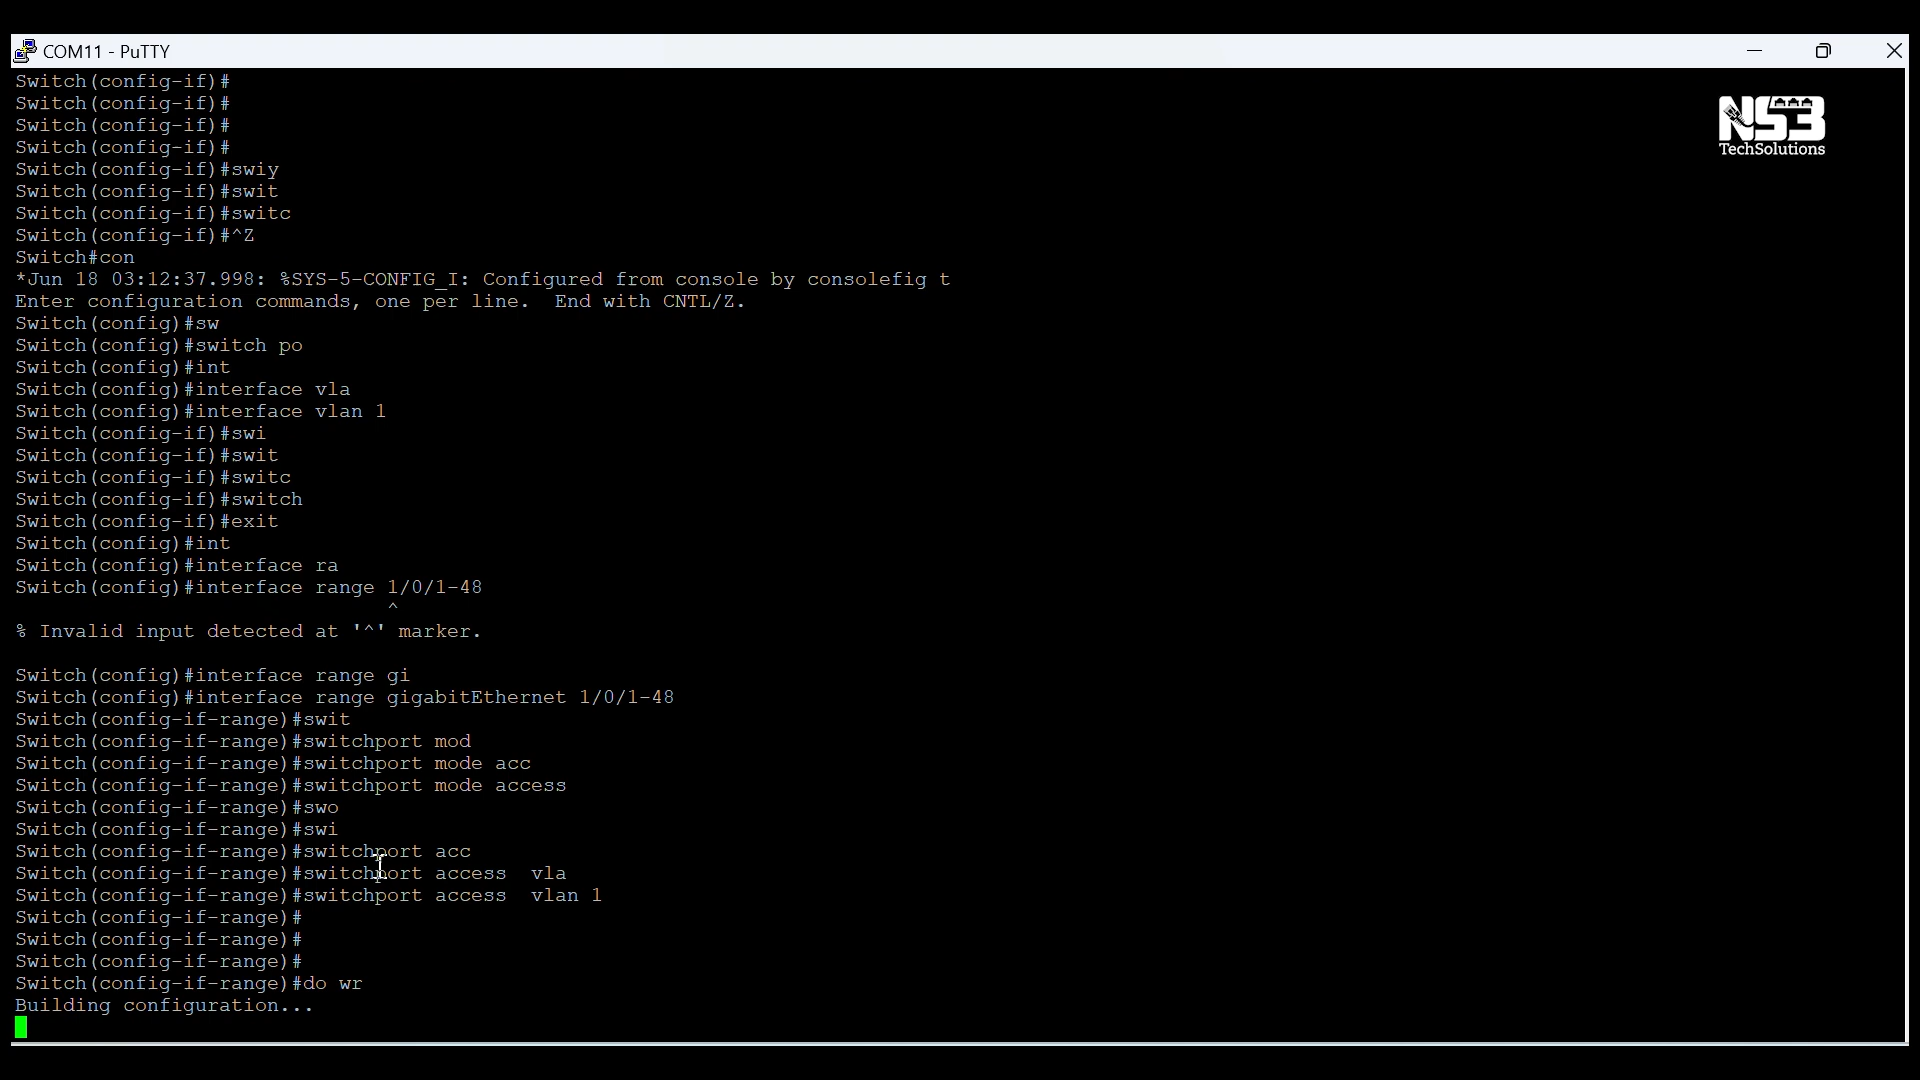 COM11 - PuTTY
Switch(config-if)#
Switch(config-if)#
Switch(config-if)#
Switch(config-if)#
Switch(config-if)#swiy
Switch(config-if)#swit
Switch(config-if)#switc
Switch(config-if)#^Z
Switch#con
*Jun 18 03:12:37.998: %SYS-5-CONFIG_I: Configured from console by consolefig t
Enter configuration commands, one per line.  End with CNTL/Z.
Switch(config)#sw
Switch(config)#switch po
Switch(config)#int
Switch(config)#interface vla
Switch(config)#interface vlan 1
Switch(config-if)#swi
Switch(config-if)#swit
Switch(config-if)#switc
Switch(config-if)#switch
Switch(config-if)#exit
Switch(config)#int
Switch(config)#interface ra
Switch(config)#interface range 1/0/1-48
^
% Invalid input detected at '^' marker.
Switch(config)#interface range gi
Switch(config)#interface range gigabitEthernet 1/0/1-48
Switch(config-if-range)#swit
Switch(config-if-range)#switchport mod
Switch(config-if-range)#switchport mode acc
Switch(config-if-range)#switchport mode access
Switch(config-if-range)#swo
Switch(config-if-range)#swi
Switch(config-if-range)#switchport acc
Switch(config-if-range)#switchport access  vla
Switch(config-if-range)#switchport access  vlan 1
Switch(config-if-range)#
Switch(config-if-range)#
Switch(config-if-range)#
Switch(config-if-range)#do wr
Building configuration...
NS3
TechSolutions